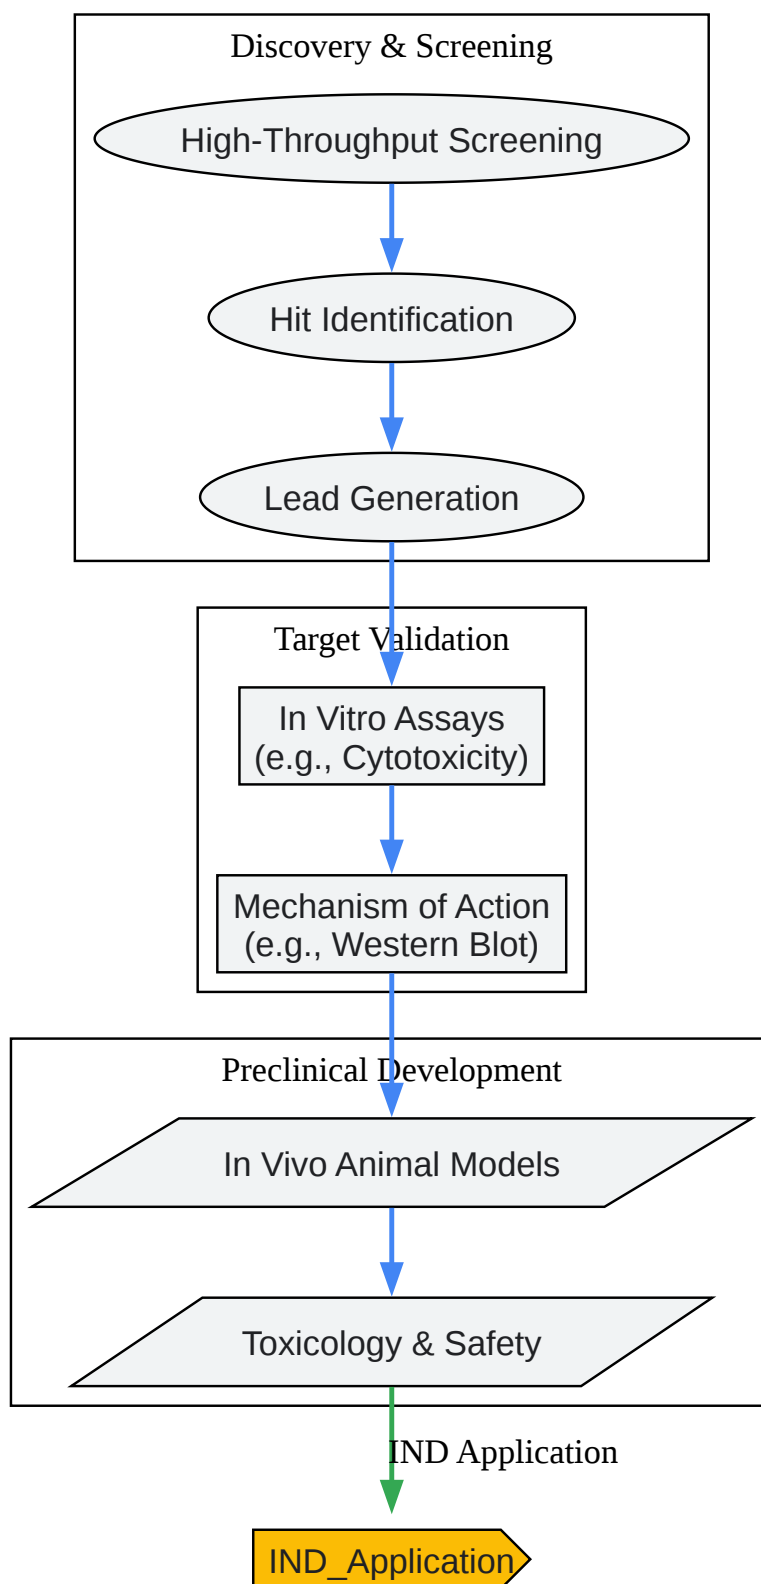 Discovery & Screening
High-Throughput Screening
Hit Identification
Lead Generation
Target Validation
In Vitro Assays
(e.g., Cytotoxicity)
Mechanism of Action
(e.g., Western Blot)
Preclinical Development
In Vivo Animal Models
Toxicology & Safety
IND Application
IND_Application